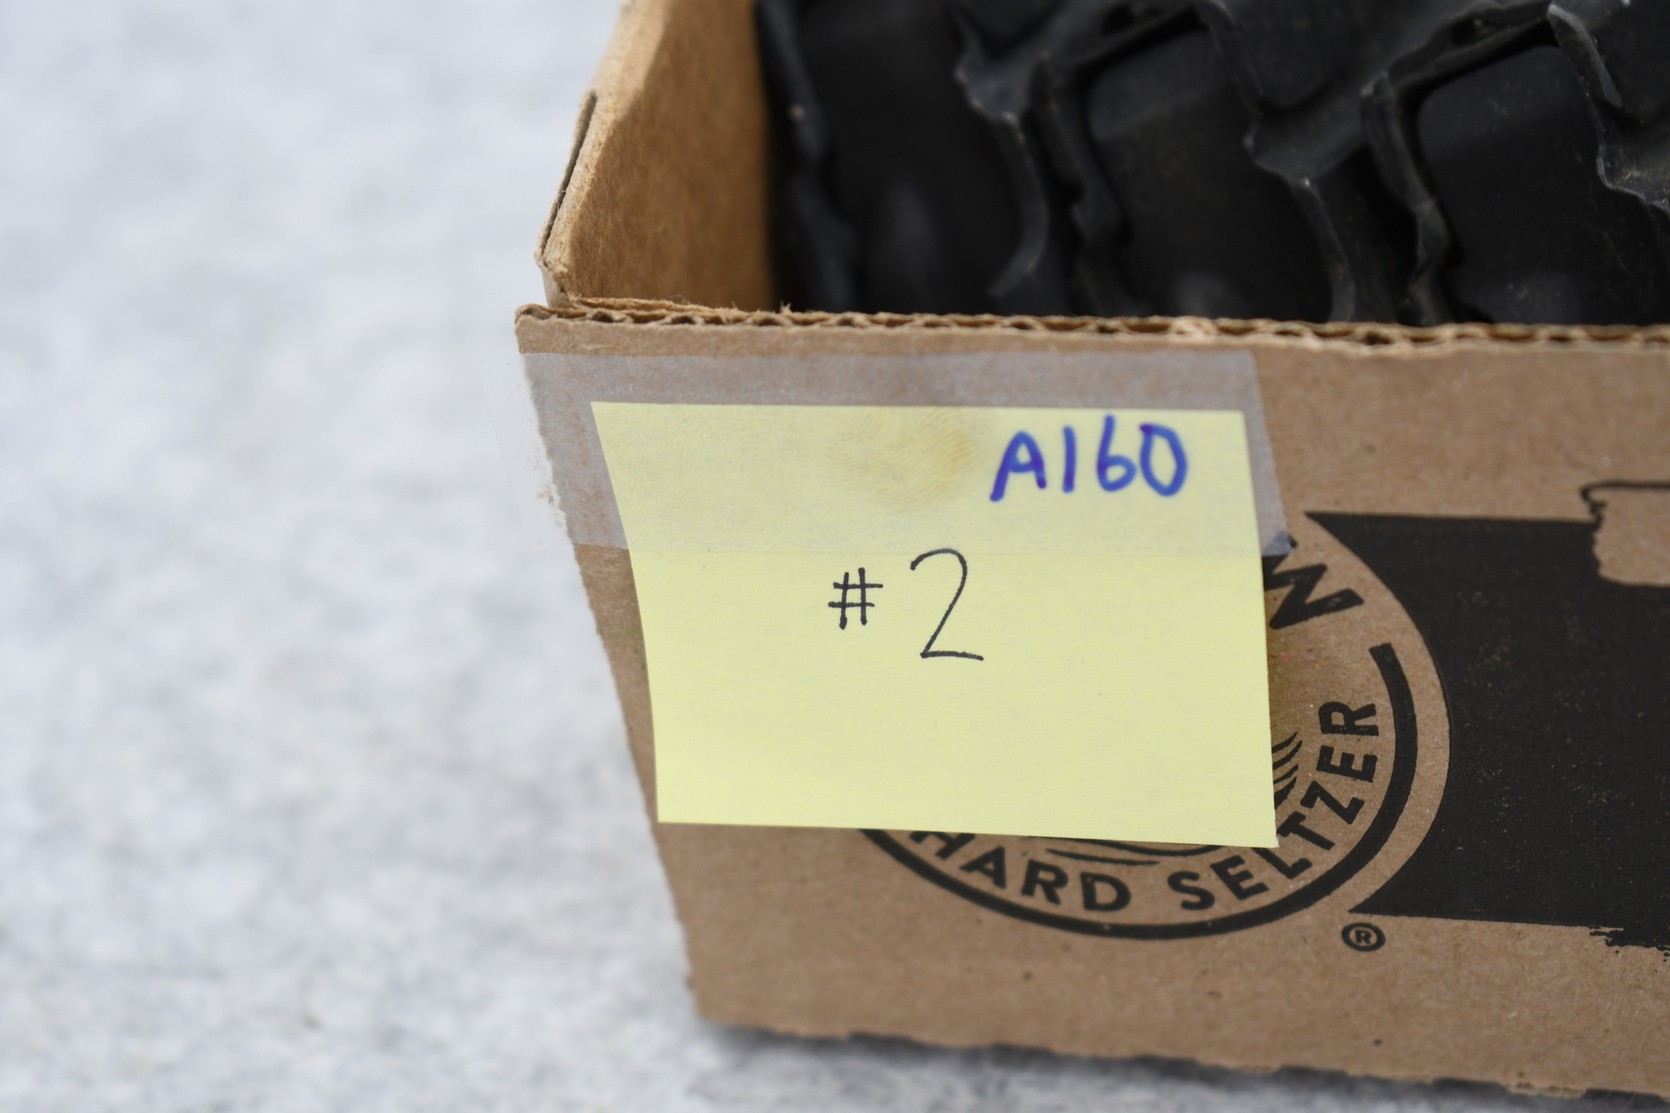 A160
#2
HARD SELTZER
®